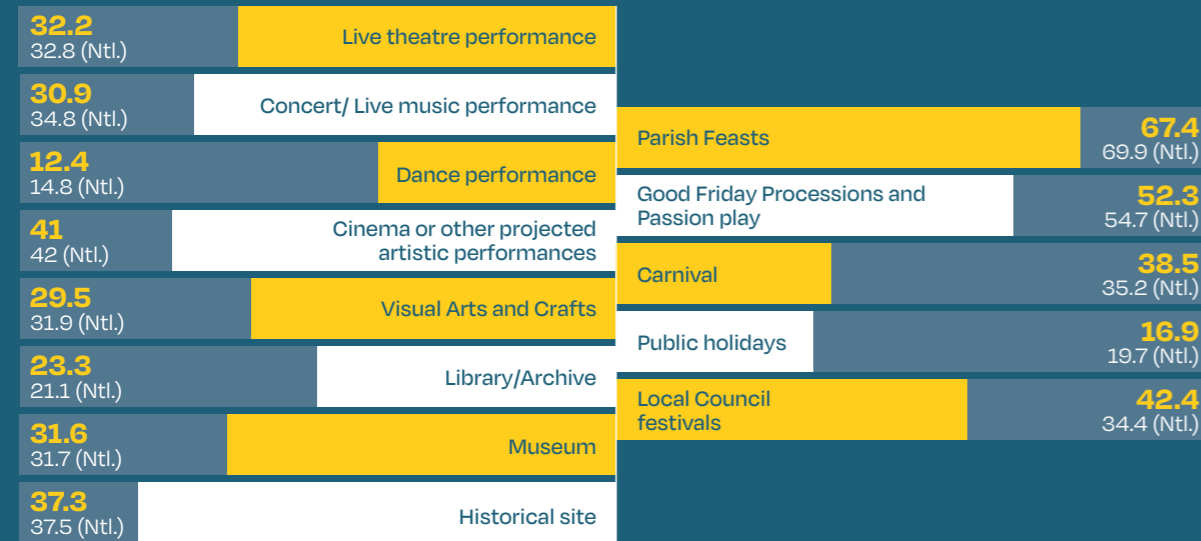 32.2
32.8 (Ntl.)
Live theatre performance
30.9
34.8 (Ntl.)
Concert/ Live music performance
12.4
14.8 (Ntl.)
Dance performance
41
42 (Ntl.)
Cinema or other projected
artistic performances
29.5
31.9 (Ntl.)
Visual Arts and Crafts
23.3
21.1 (Ntl.)
Library/Archive
31.6
31.7 (Ntl.)
Museum
37.3
37.5 (Ntl.)
Historical site
Parish Feasts
67.4
69.9 (Ntl.)
Good Friday Processions and
Passion play
52.3
54.7 (Ntl.)
Carnival
38.5
35.2 (Ntl.)
Public holidays
16.9
19.7 (Ntl.)
Local Council
festivals
42.4
34.4 (Ntl.)